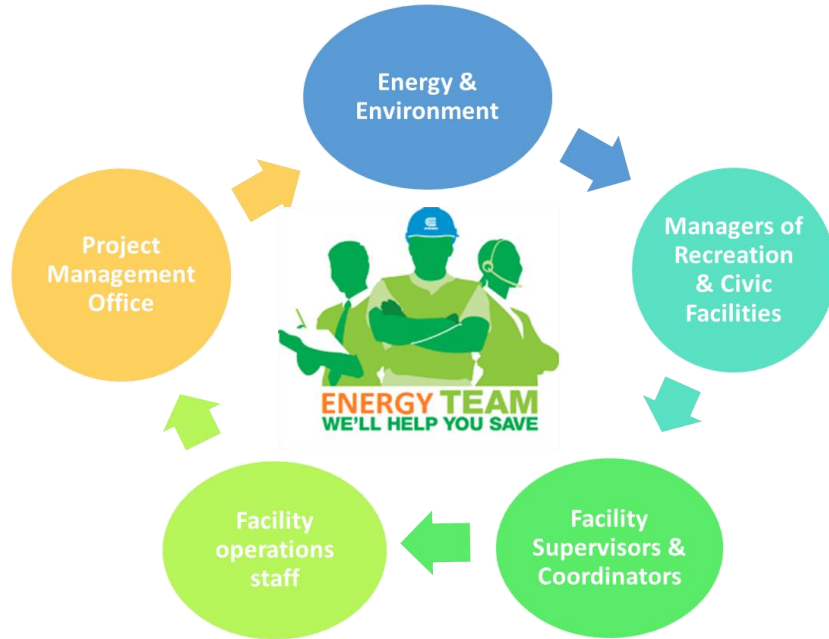 Energy &
Environment
Managers of
Recreation
& Civic
Facilities
Facility
Supervisors &
Coordinators
Facility
operations
staff
Project
Management
Office
ENERGY TEAM
WE'LL HELP YOU SAVE